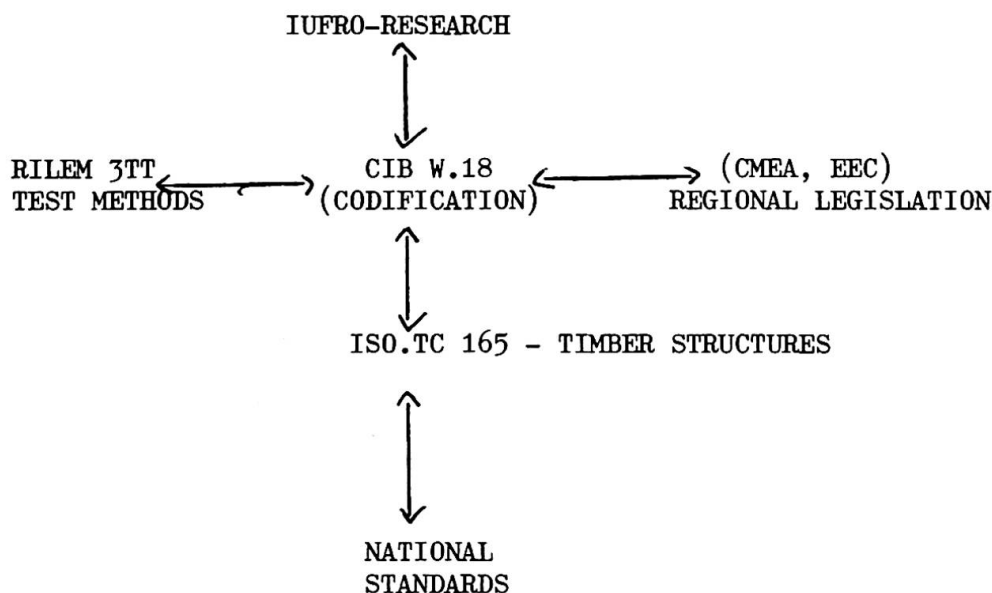 IUFRO-RESEARCH
RILEM 3TT
TEST METHODS
CIB W.18
(CODIFICATION)
(CMEA, EEC)
REGIONAL LEGISLATION
ISO.TC 165 - TIMBER STRUCTURES
NATIONAL
STANDARDS